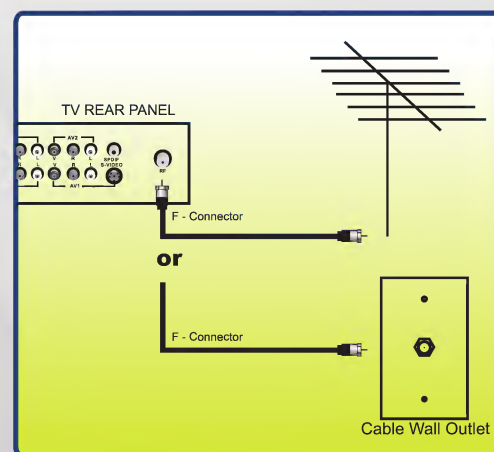 TV REAR PANEL
AV2
R L V R L SPDIF
R L V R L S-VIDEO
AV1
RF
F - Connector
or
F - Connector
Cable Wall Outlet